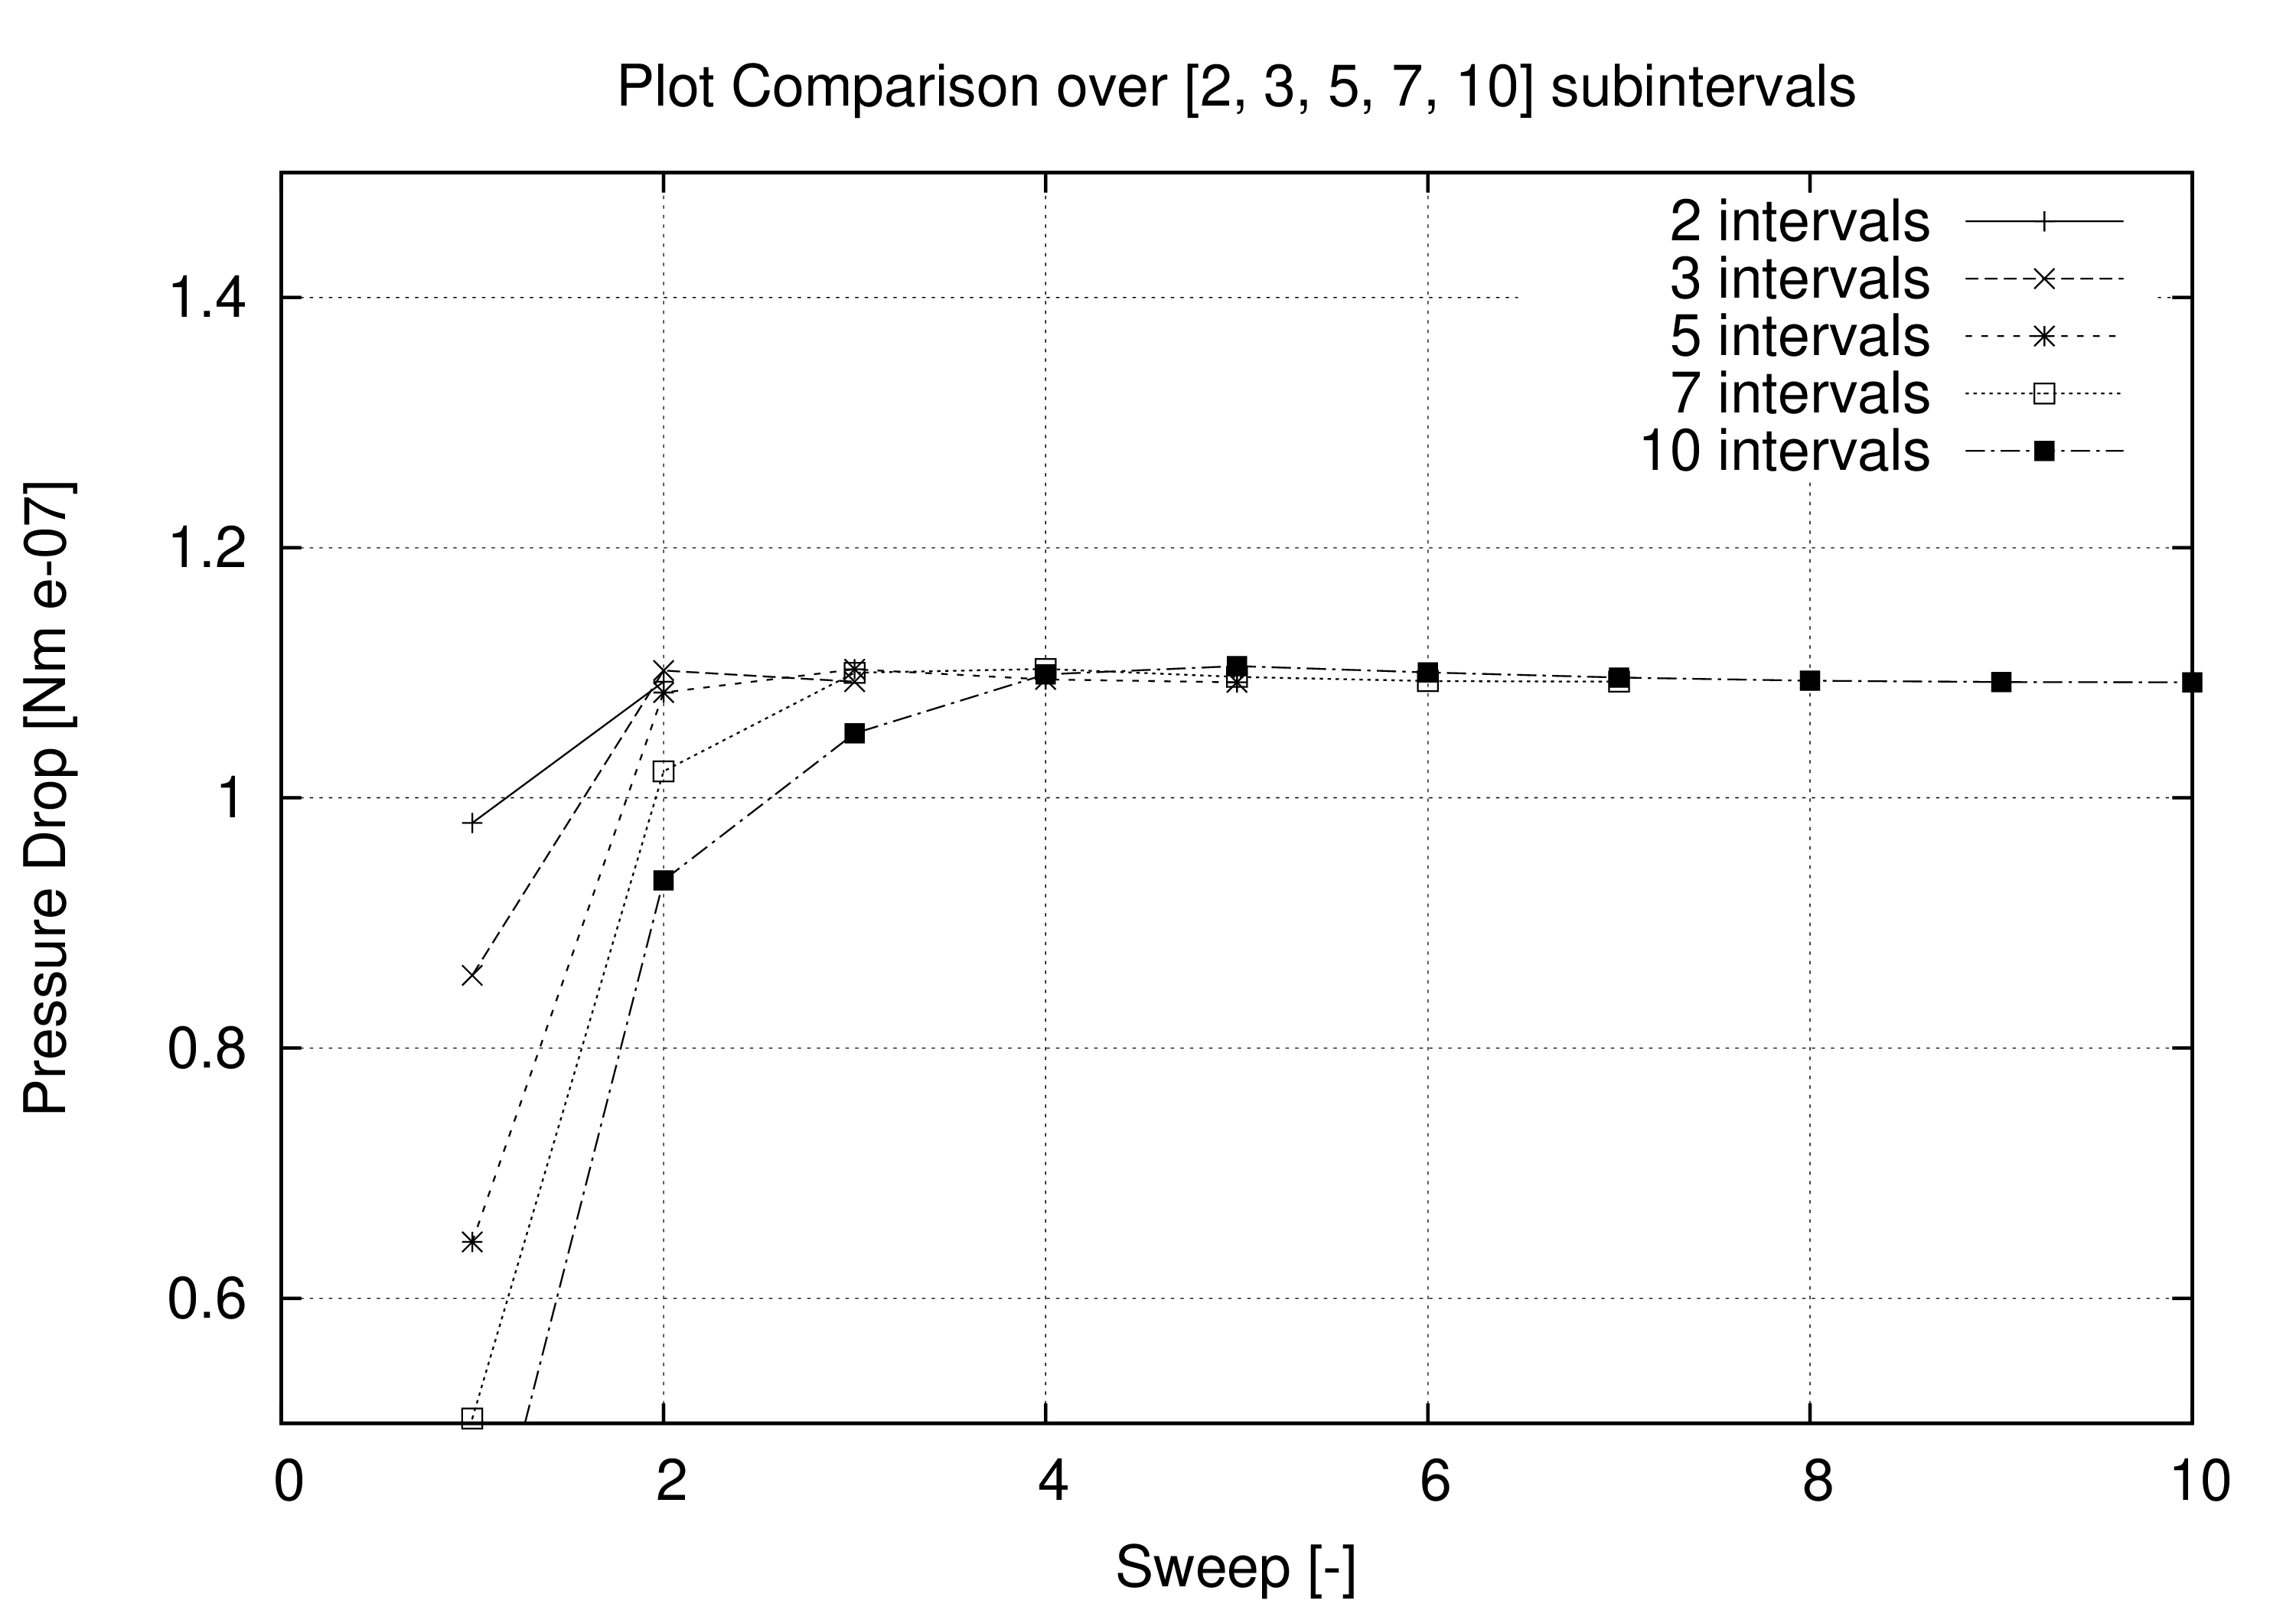 Plot Comparison over [2, 3, 5, 7, 10] subintervals
2 intervals
3 intervals
5 intervals
7 intervals
10 intervals
1.4
1.2
1
0.8
0.6
Pressure Drop [Nm e-07]
0 2 4 6 8 10
Sweep [-]